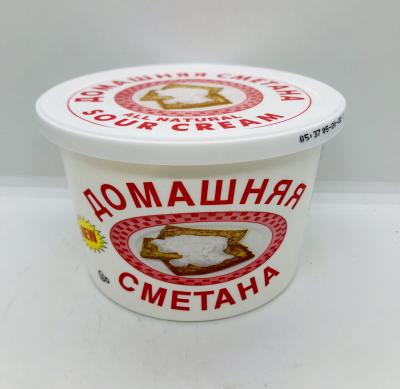 ДОМАШНЯЯ СМЕТАНА
ALL NATURAL
SOUR CREAM
ДОМАШНЯЯ
NEW
СМЕТАНА